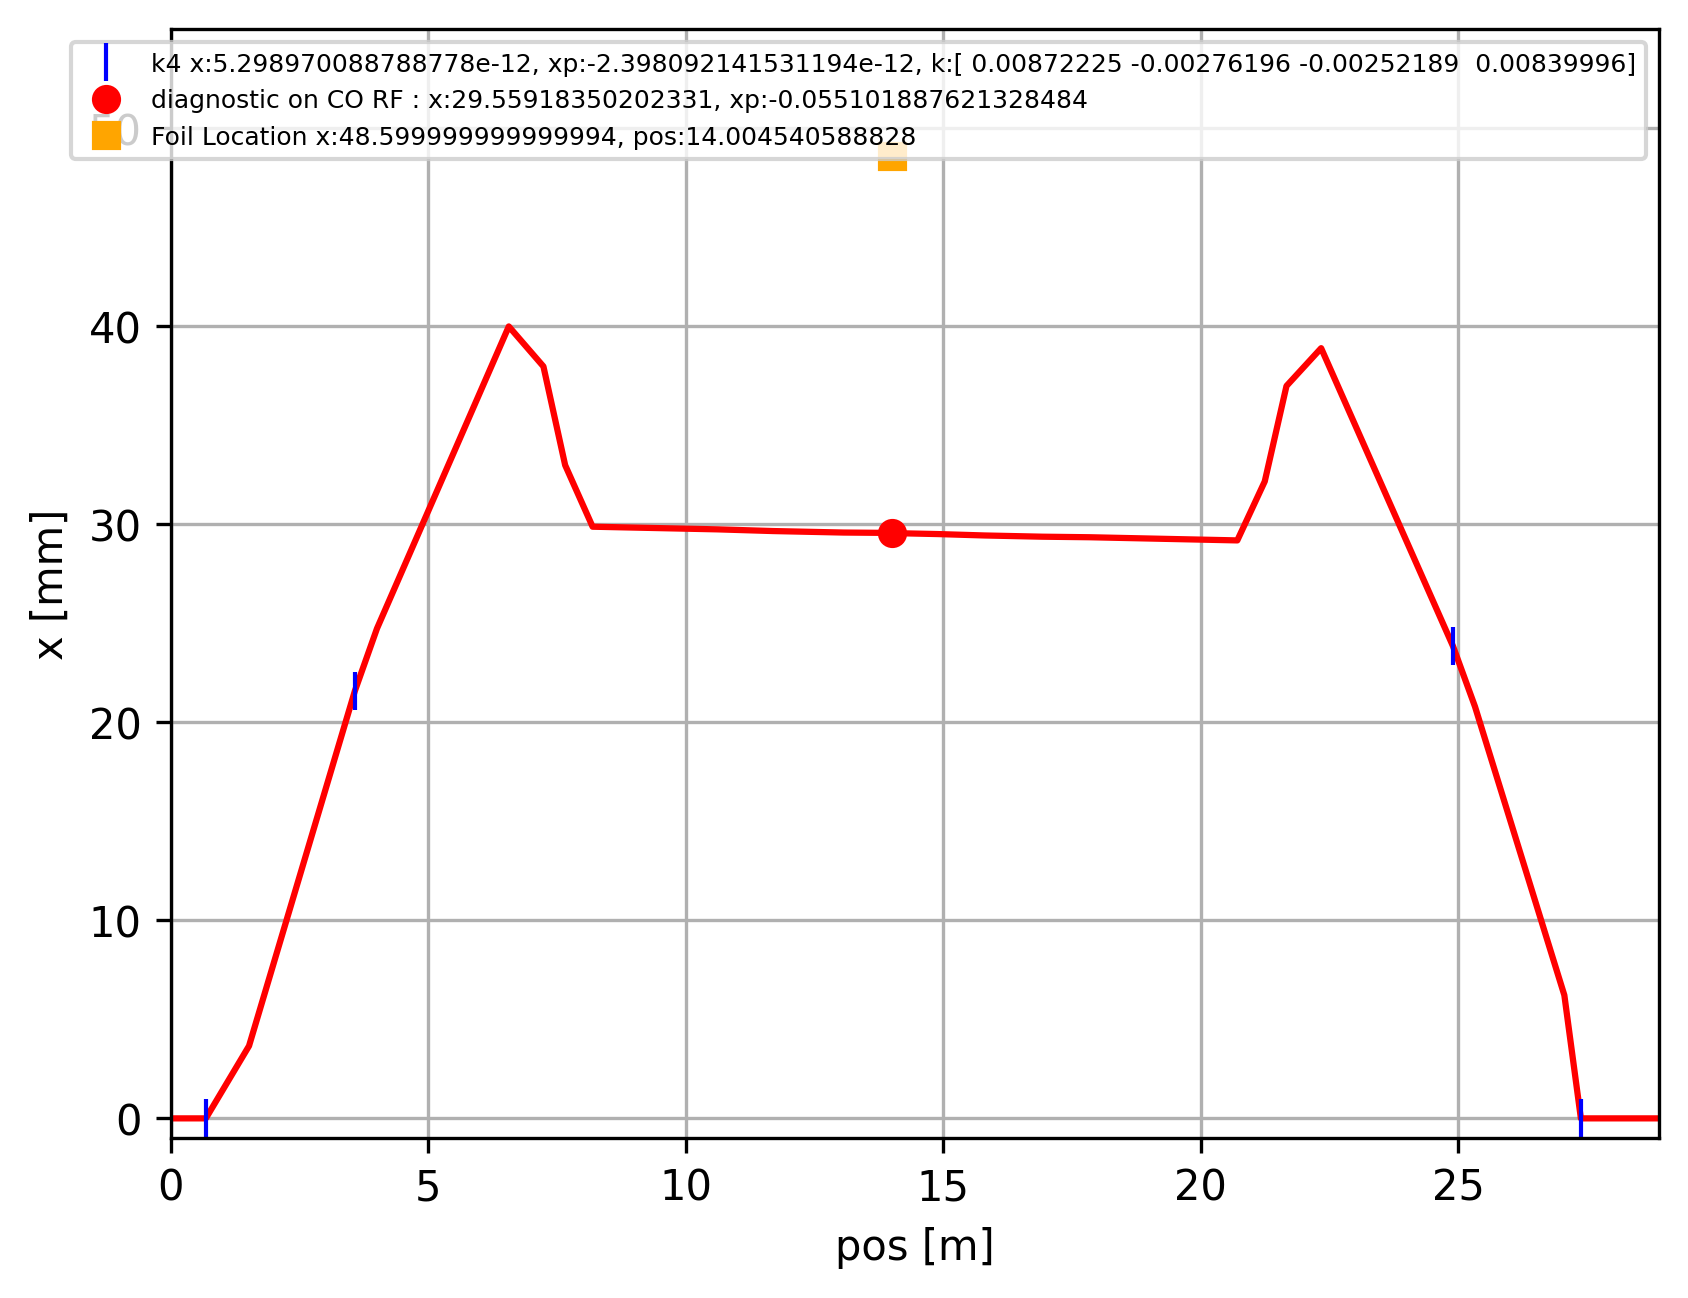 k4 x:5.298970088788778e-12, xp:-2.398092141531194e-12, k:[ 0.00872225 -0.00276196 -0.00252189  0.00839996]
diagnostic on CO RF : x:29.55918350202331, xp:-0.055101887621328484
Foil Location x:48.599999999999994, pos:14.004540588828
50
40
30
20
10
0
x [mm]
0 5 10 15 20 25
pos [m]